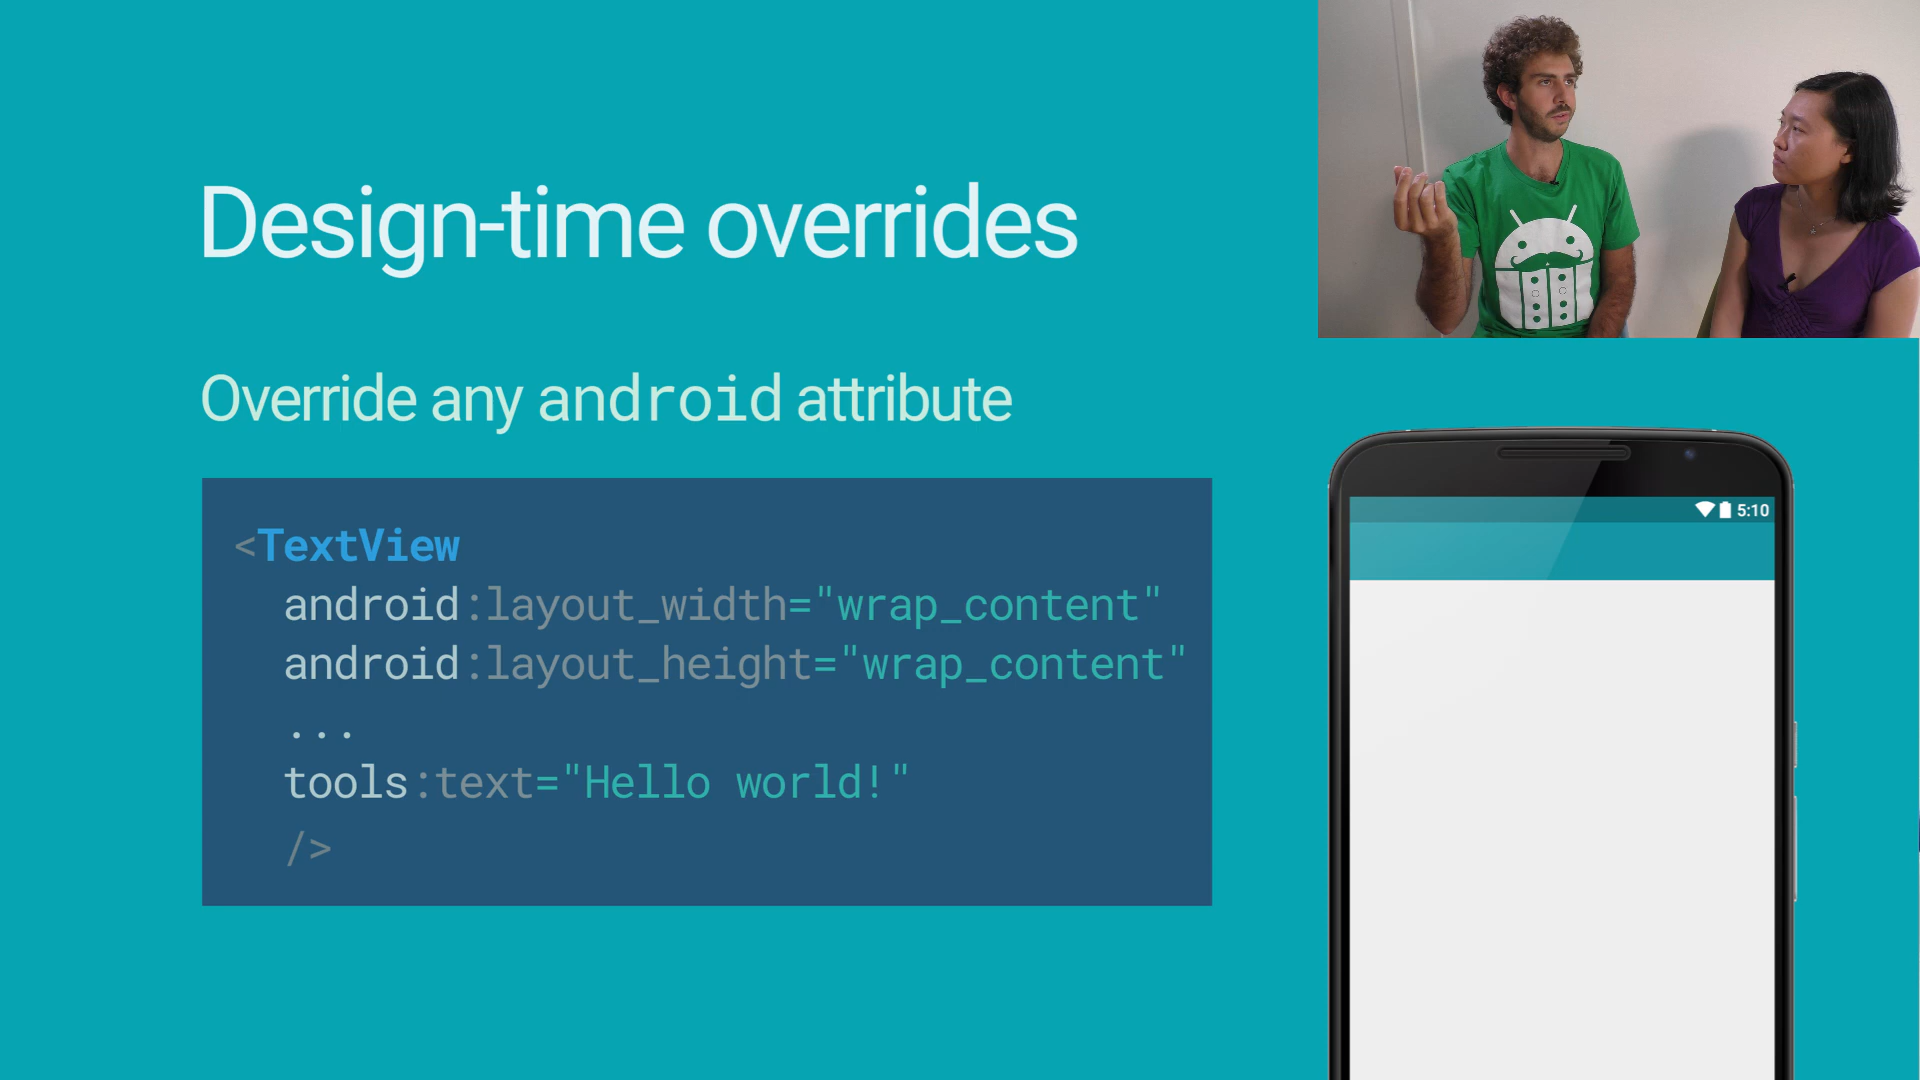 Design-time overrides
Override any android attribute
<TextView
android:layout_width="wrap_content"
android:layout_height="wrap_content"
...
tools:text="Hello world!"
/>
5:10